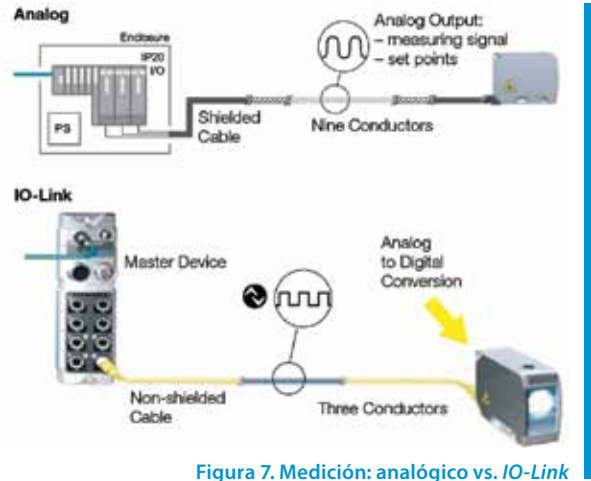 Analog
Enclosure
IP20
I/O
PS
Shielded
Cable
Analog Output:
– measuring signal
– set points
Nine Conductors
IO-Link
Master Device
Non-shielded
Cable
Three Conductors
Analog
to Digital
Conversion
Figura 7. Medición: analógico vs. IO-Link